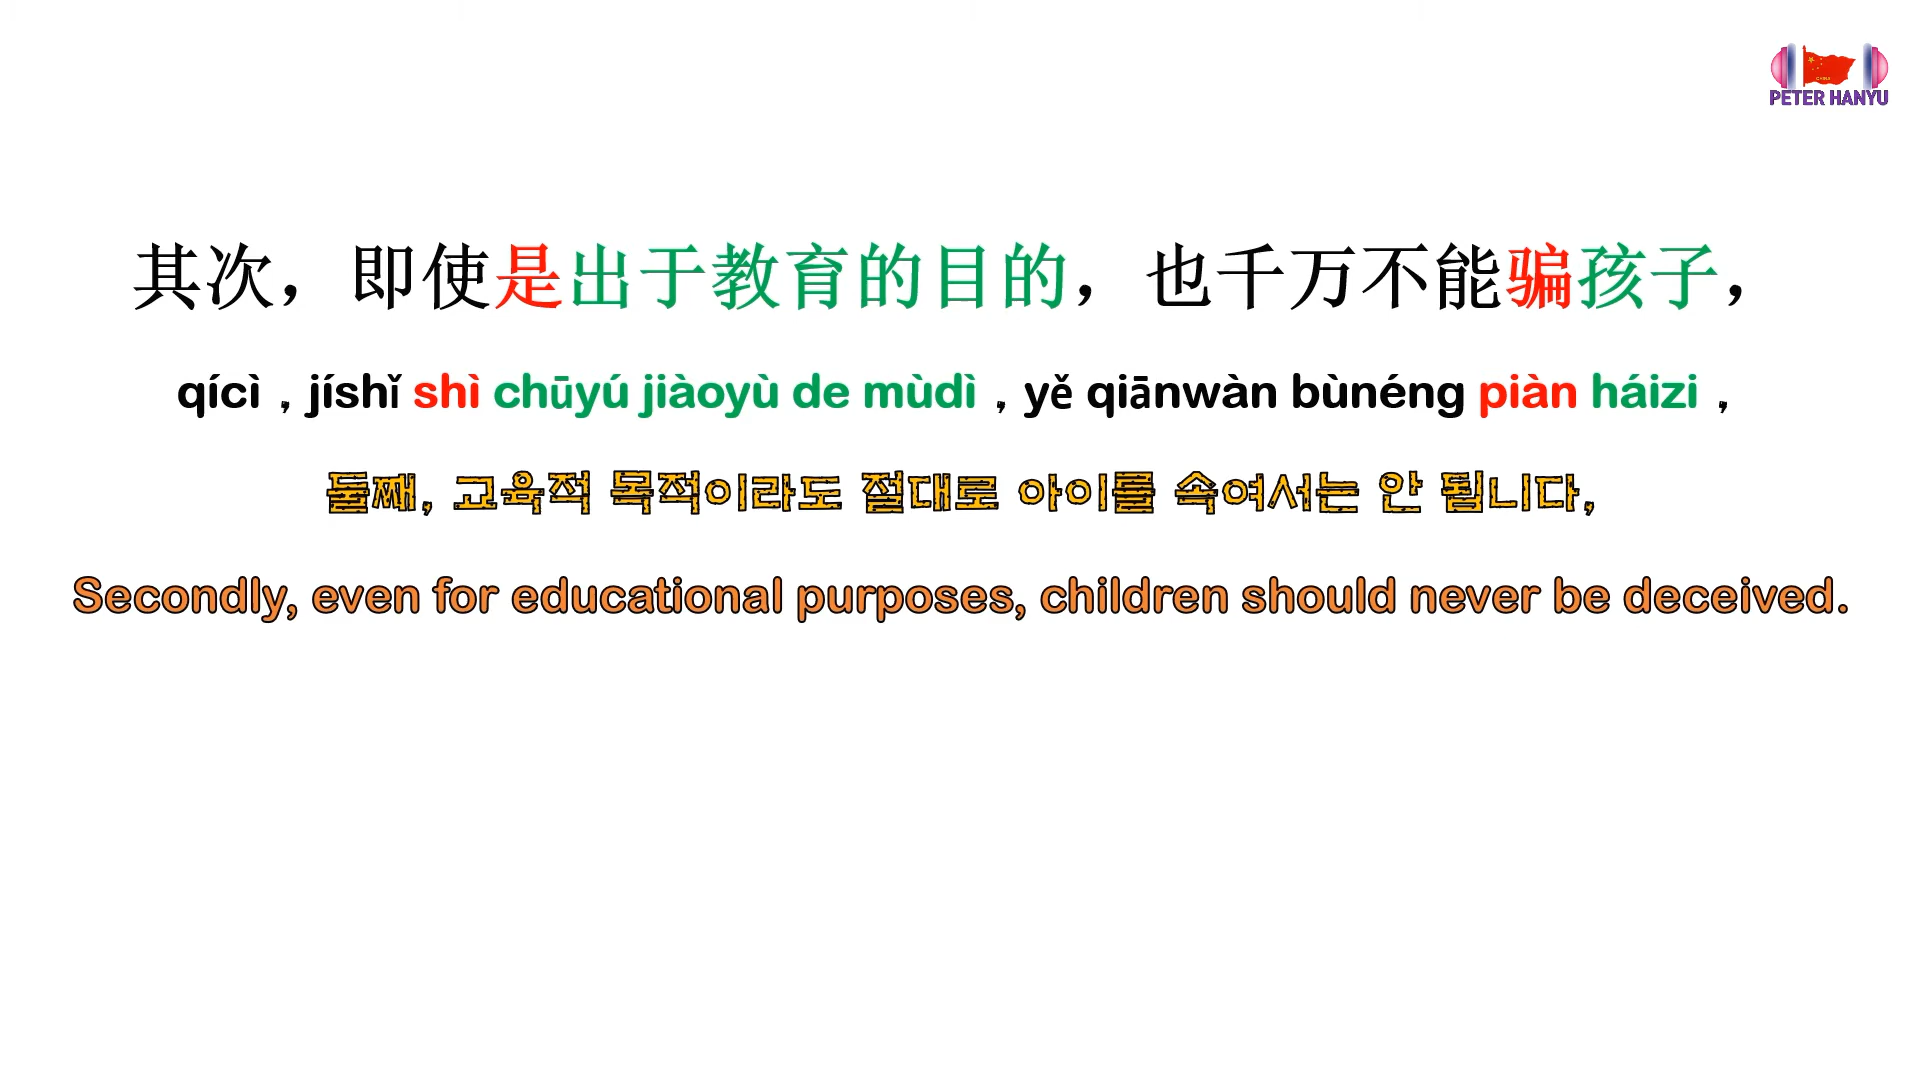 PETER HANYU
其次，即使是出于教育的目的，也千万不能骗孩子，
qícì，jíshǐ shì chūyú jiàoyù de mùdì，yě qiānwàn bùnéng piàn háizi，
둘째, 교육적 목적이라도 절대로 아이를 속여서는 안 됩니다,
Secondly, even for educational purposes, children should never be deceived.